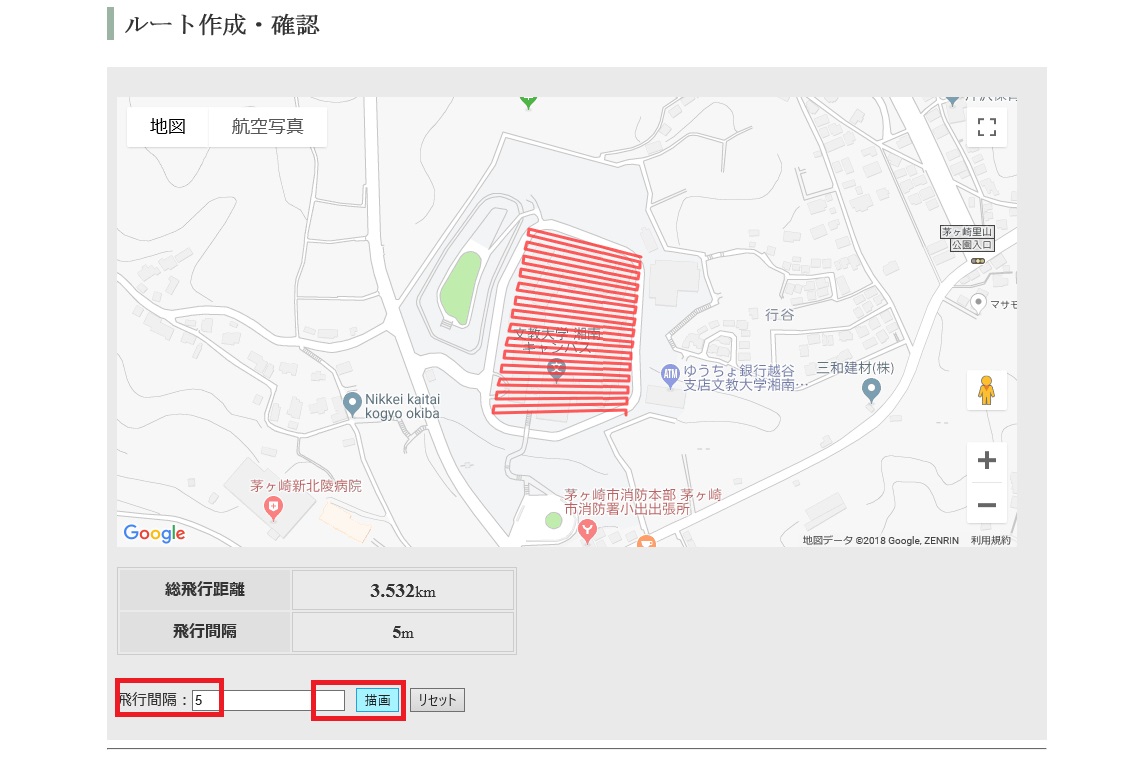 ルート作成・確認
地図
航空写真
茅ヶ崎里山
公園入口
マサモ
行谷
文教大学 湘南
キャンパス
ゆうちょ銀行越谷
支店文教大学湘南…
ATM
三和建材(株)
Nikkei kaitai
kogyo okiba
茅ヶ崎新北陵病院
茅ヶ崎市消防本部 茅ヶ崎
市消防署小出出張所
Google
地図データ ©2018 Google, ZENRIN 利用規約
総飛行距離 3.532km
飛行間隔 5m
飛行間隔：5 描画 リセット